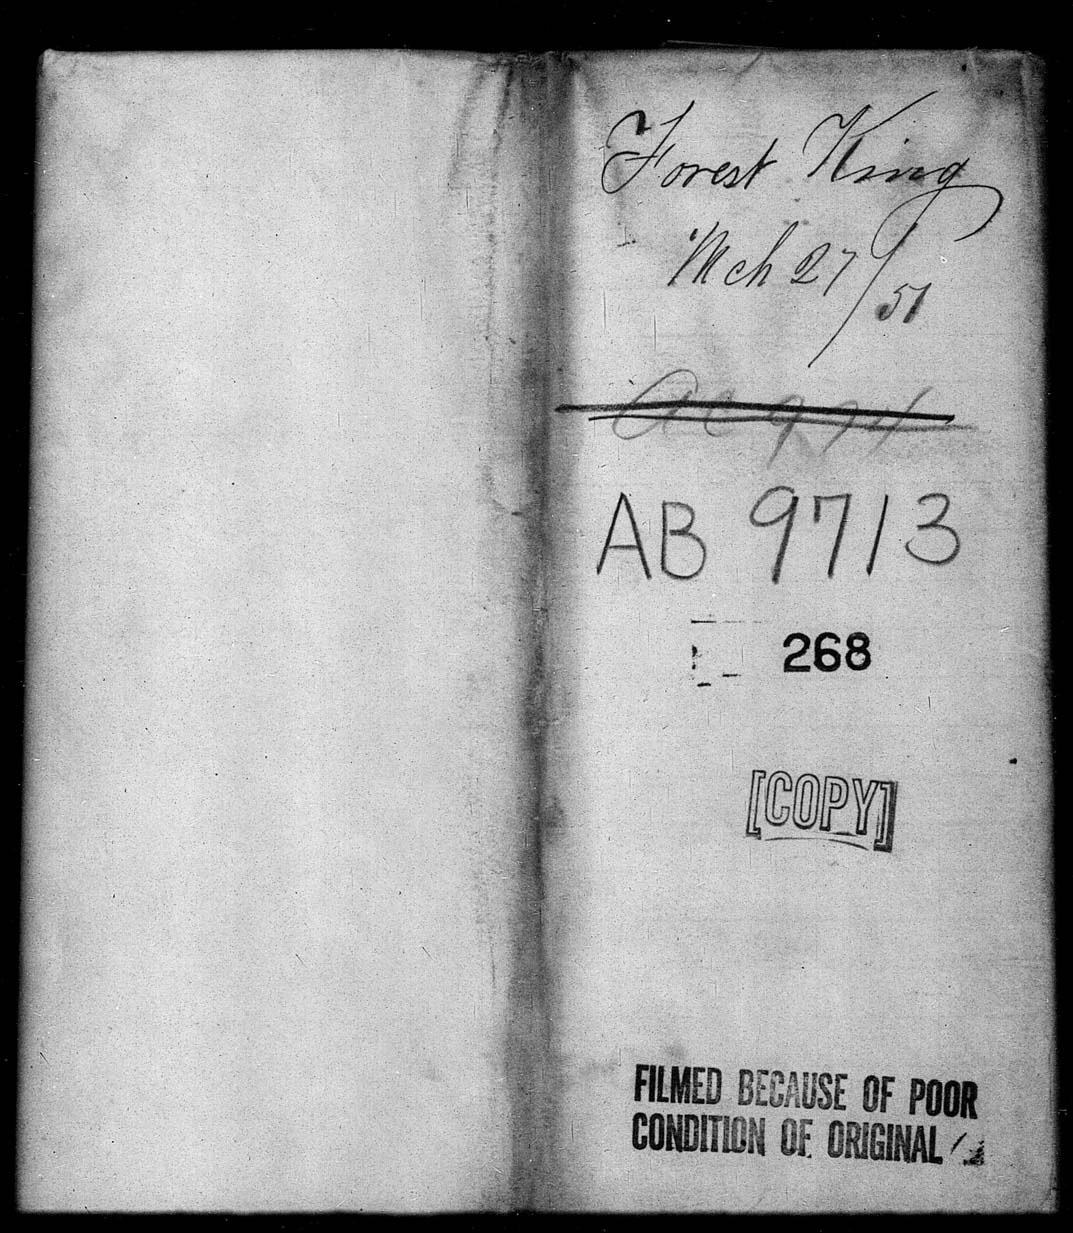 Forest King
Mch 27/51
AB 9713
268
[COPY]
FILMED BECAUSE OF POOR
CONDITION OF ORIGINAL